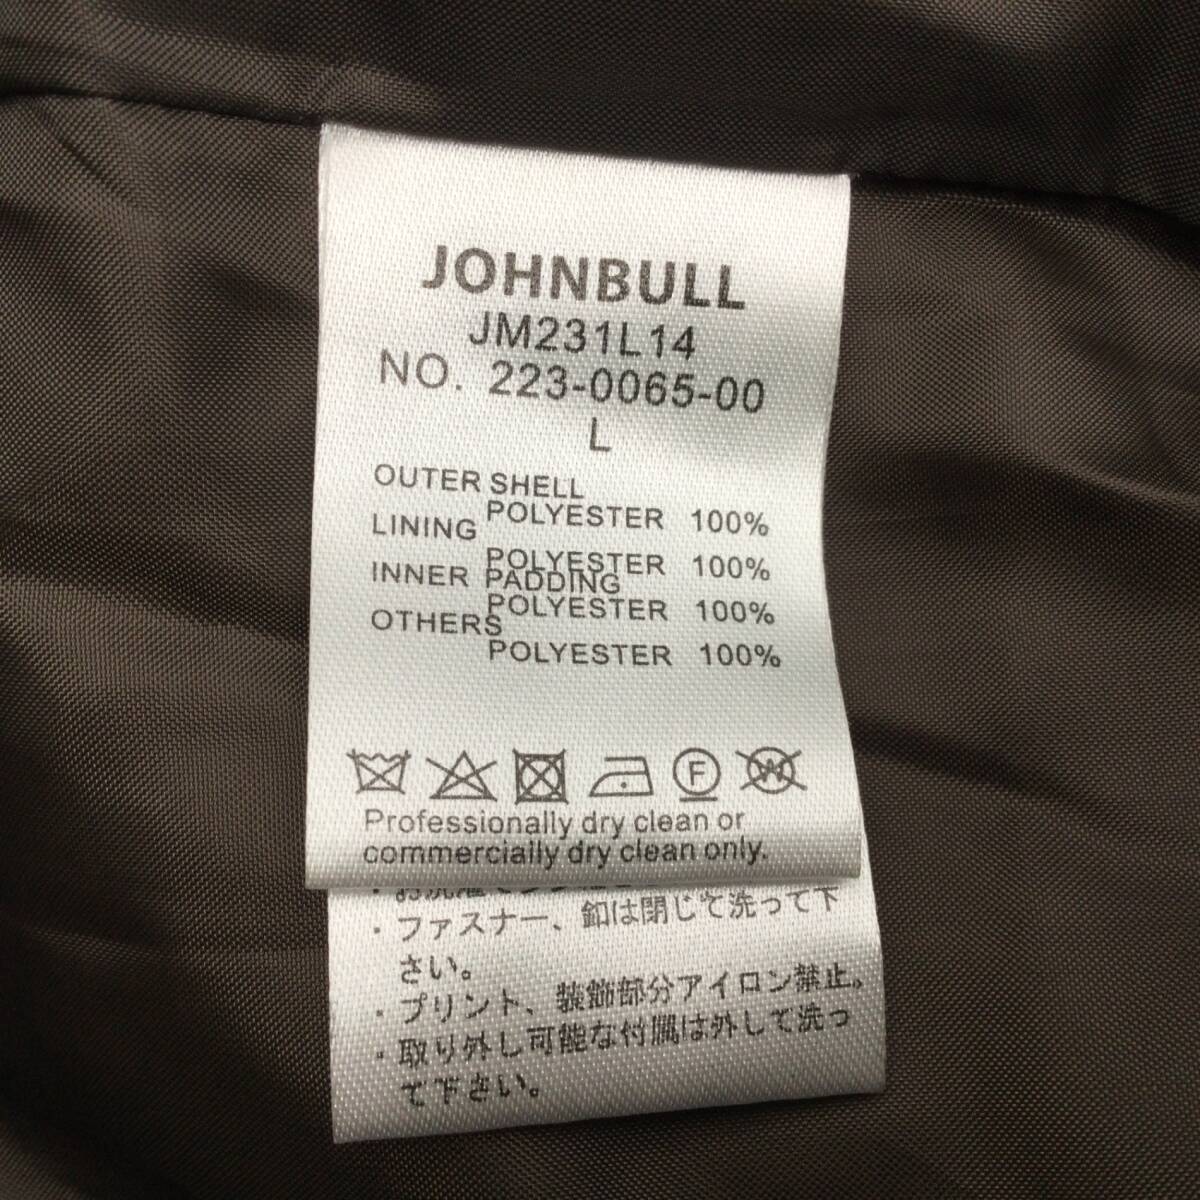 JOHNBULL
JM231L14
NO. 223-0065-00
L
OUTER SHELL
POLYESTER 100%
LINING
POLYESTER 100%
INNER PADDING
POLYESTER 100%
OTHERS
POLYESTER 100%
F W
Professionally dry clean or
commercially dry clean only.
・ファスナー、釦は閉じて洗って下
さい。
・プリント、装飾部分アイロン禁止。
・取り外し可能な付属は外して洗っ
て下さい。